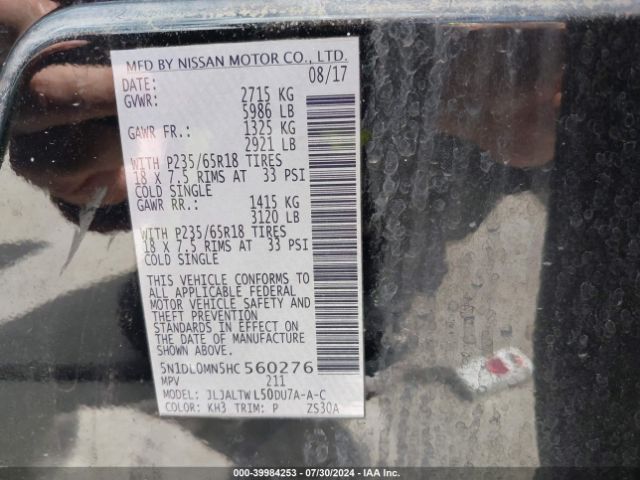 MFD BY NISSAN MOTOR CO., LTD.
DATE: 08/17
GVWR: 2715 KG
5986 LB
GAWR FR.: 1325 KG
2921 LB
WITH P235/65R18 TIRES
18 X 7.5 RIMS AT 33 PSI
COLD SINGLE
GAWR RR.: 1415 KG
3120 LB
WITH P235/65R18 TIRES
18 X 7.5 RIMS AT 33 PSI
COLD SINGLE
THIS VEHICLE CONFORMS TO
ALL APPLICABLE FEDERAL
MOTOR VEHICLE SAFETY AND
THEFT PREVENTION
STANDARDS IN EFFECT ON
THE DATE OF MANUFACTURE
SHOWN ABOVE.
5N1DL0MN5HC560276
MPV 211
MODEL: JLJALTWL50DU7A-A-C
COLOR: KH3 TRIM: P ZS30A
000-39984253 - 07/30/2024 - IAA Inc.